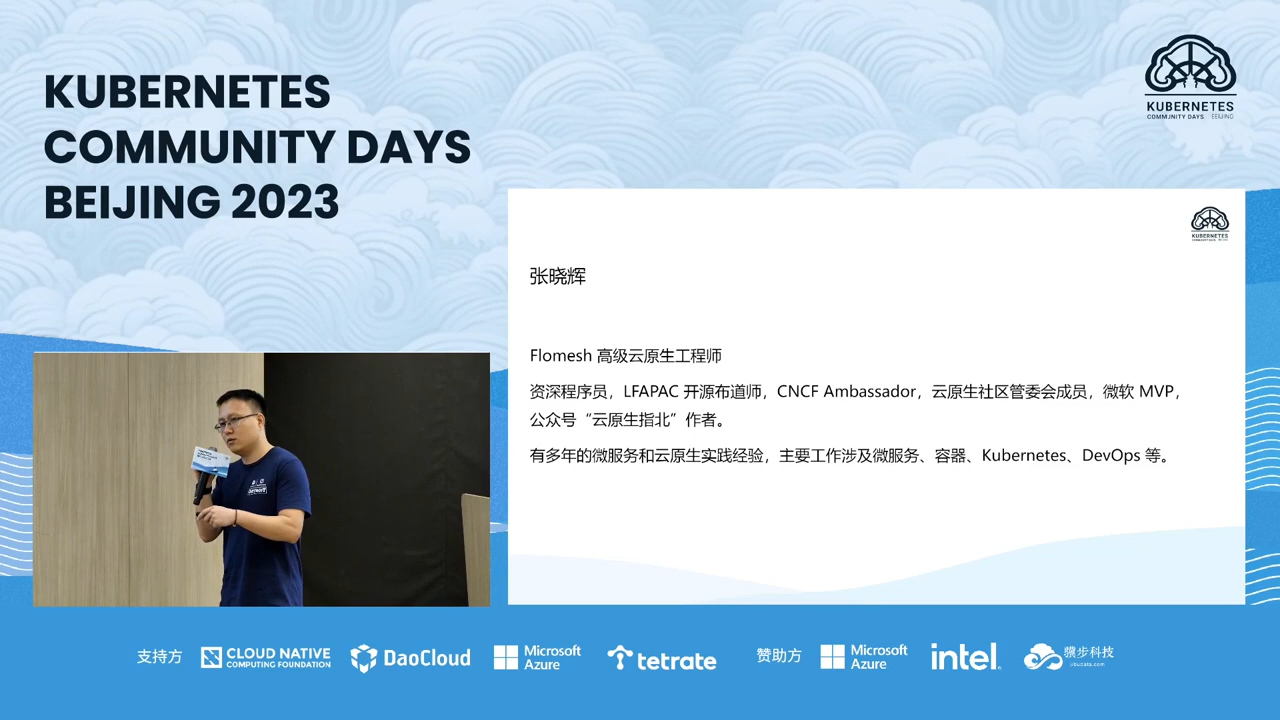 KUBERNETES
COMMUNITY DAYS
BEIJING 2023
KUBERNETES
COMMUNITY DAYS BEIJING
KUBERNETES
张晓辉
Flomesh 高级云原生工程师
资深程序员，LFAPAC 开源布道师，CNCF Ambassador，云原生社区管委会成员，微软 MVP，
公众号“云原生指北”作者。
有多年的微服务和云原生实践经验，主要工作涉及微服务、容器、Kubernetes、DevOps 等。
支持方
CLOUD NATIVE
COMPUTING FOUNDATION
DaoCloud
Microsoft
Azure
tetrate
赞助方
Microsoft
Azure
intel.
骥步科技
jibudata.com